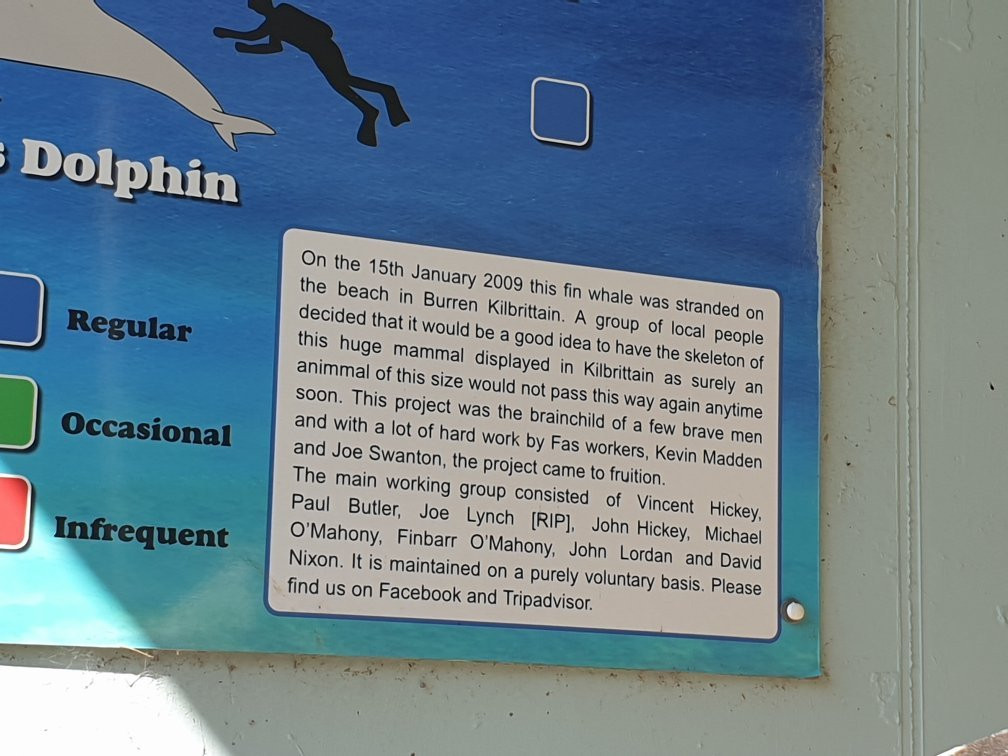 s Dolphin
Regular
Occasional
Infrequent
On the 15th January 2009 this fin whale was stranded on
the beach in Burren Kilbrittain. A group of local people
decided that it would be a good idea to have the skeleton of
this huge mammal displayed in Kilbrittain as surely an
animmal of this size would not pass this way again anytime
soon. This project was the brainchild of a few brave men
and with a lot of hard work by Fas workers, Kevin Madden
and Joe Swanton, the project came to fruition.
The main working group consisted of Vincent Hickey,
Paul Butler, Joe Lynch [RIP], John Hickey, Michael
O'Mahony, Finbarr O'Mahony, John Lordan and David
Nixon. It is maintained on a purely voluntary basis. Please
find us on Facebook and Tripadvisor.